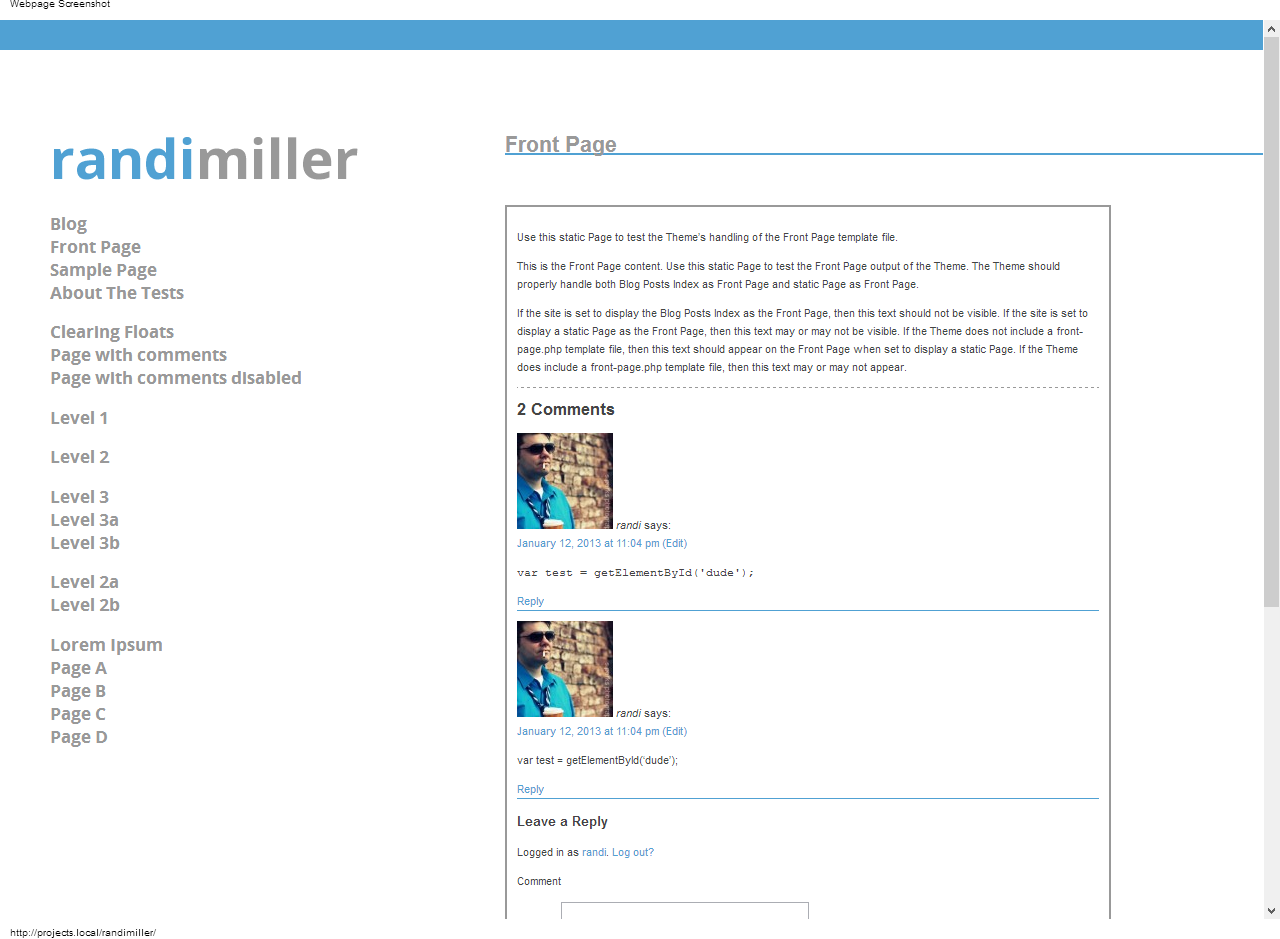 Webpage Screenshot
randimiller
Blog
Front Page
Sample Page
About The Tests
Clearing Floats
Page with comments
Page with comments disabled
Level 1
Level 2
Level 3
Level 3a
Level 3b
Level 2a
Level 2b
Lorem Ipsum
Page A
Page B
Page C
Page D
Front Page
Use this static Page to test the Theme's handling of the Front Page template file.
This is the Front Page content. Use this static Page to test the Front Page output of the Theme. The Theme should
properly handle both Blog Posts Index as Front Page and static Page as Front Page.
If the site is set to display the Blog Posts Index as the Front Page, then this text should not be visible. If the site is set to
display a static Page as the Front Page, then this text may or may not be visible. If the Theme does not include a front-
page.php template file, then this text should appear on the Front Page when set to display a static Page. If the Theme
does include a front-page.php template file, then this text may or may not appear.
2 Comments
randi says:
January 12, 2013 at 11:04 pm (Edit)
var test = getElementById('dude');
Reply
randi says:
January 12, 2013 at 11:04 pm (Edit)
var test = getElementById(‘dude’);
Reply
Leave a Reply
Logged in as randi. Log out?
Comment
http://projects.local/randimiller/